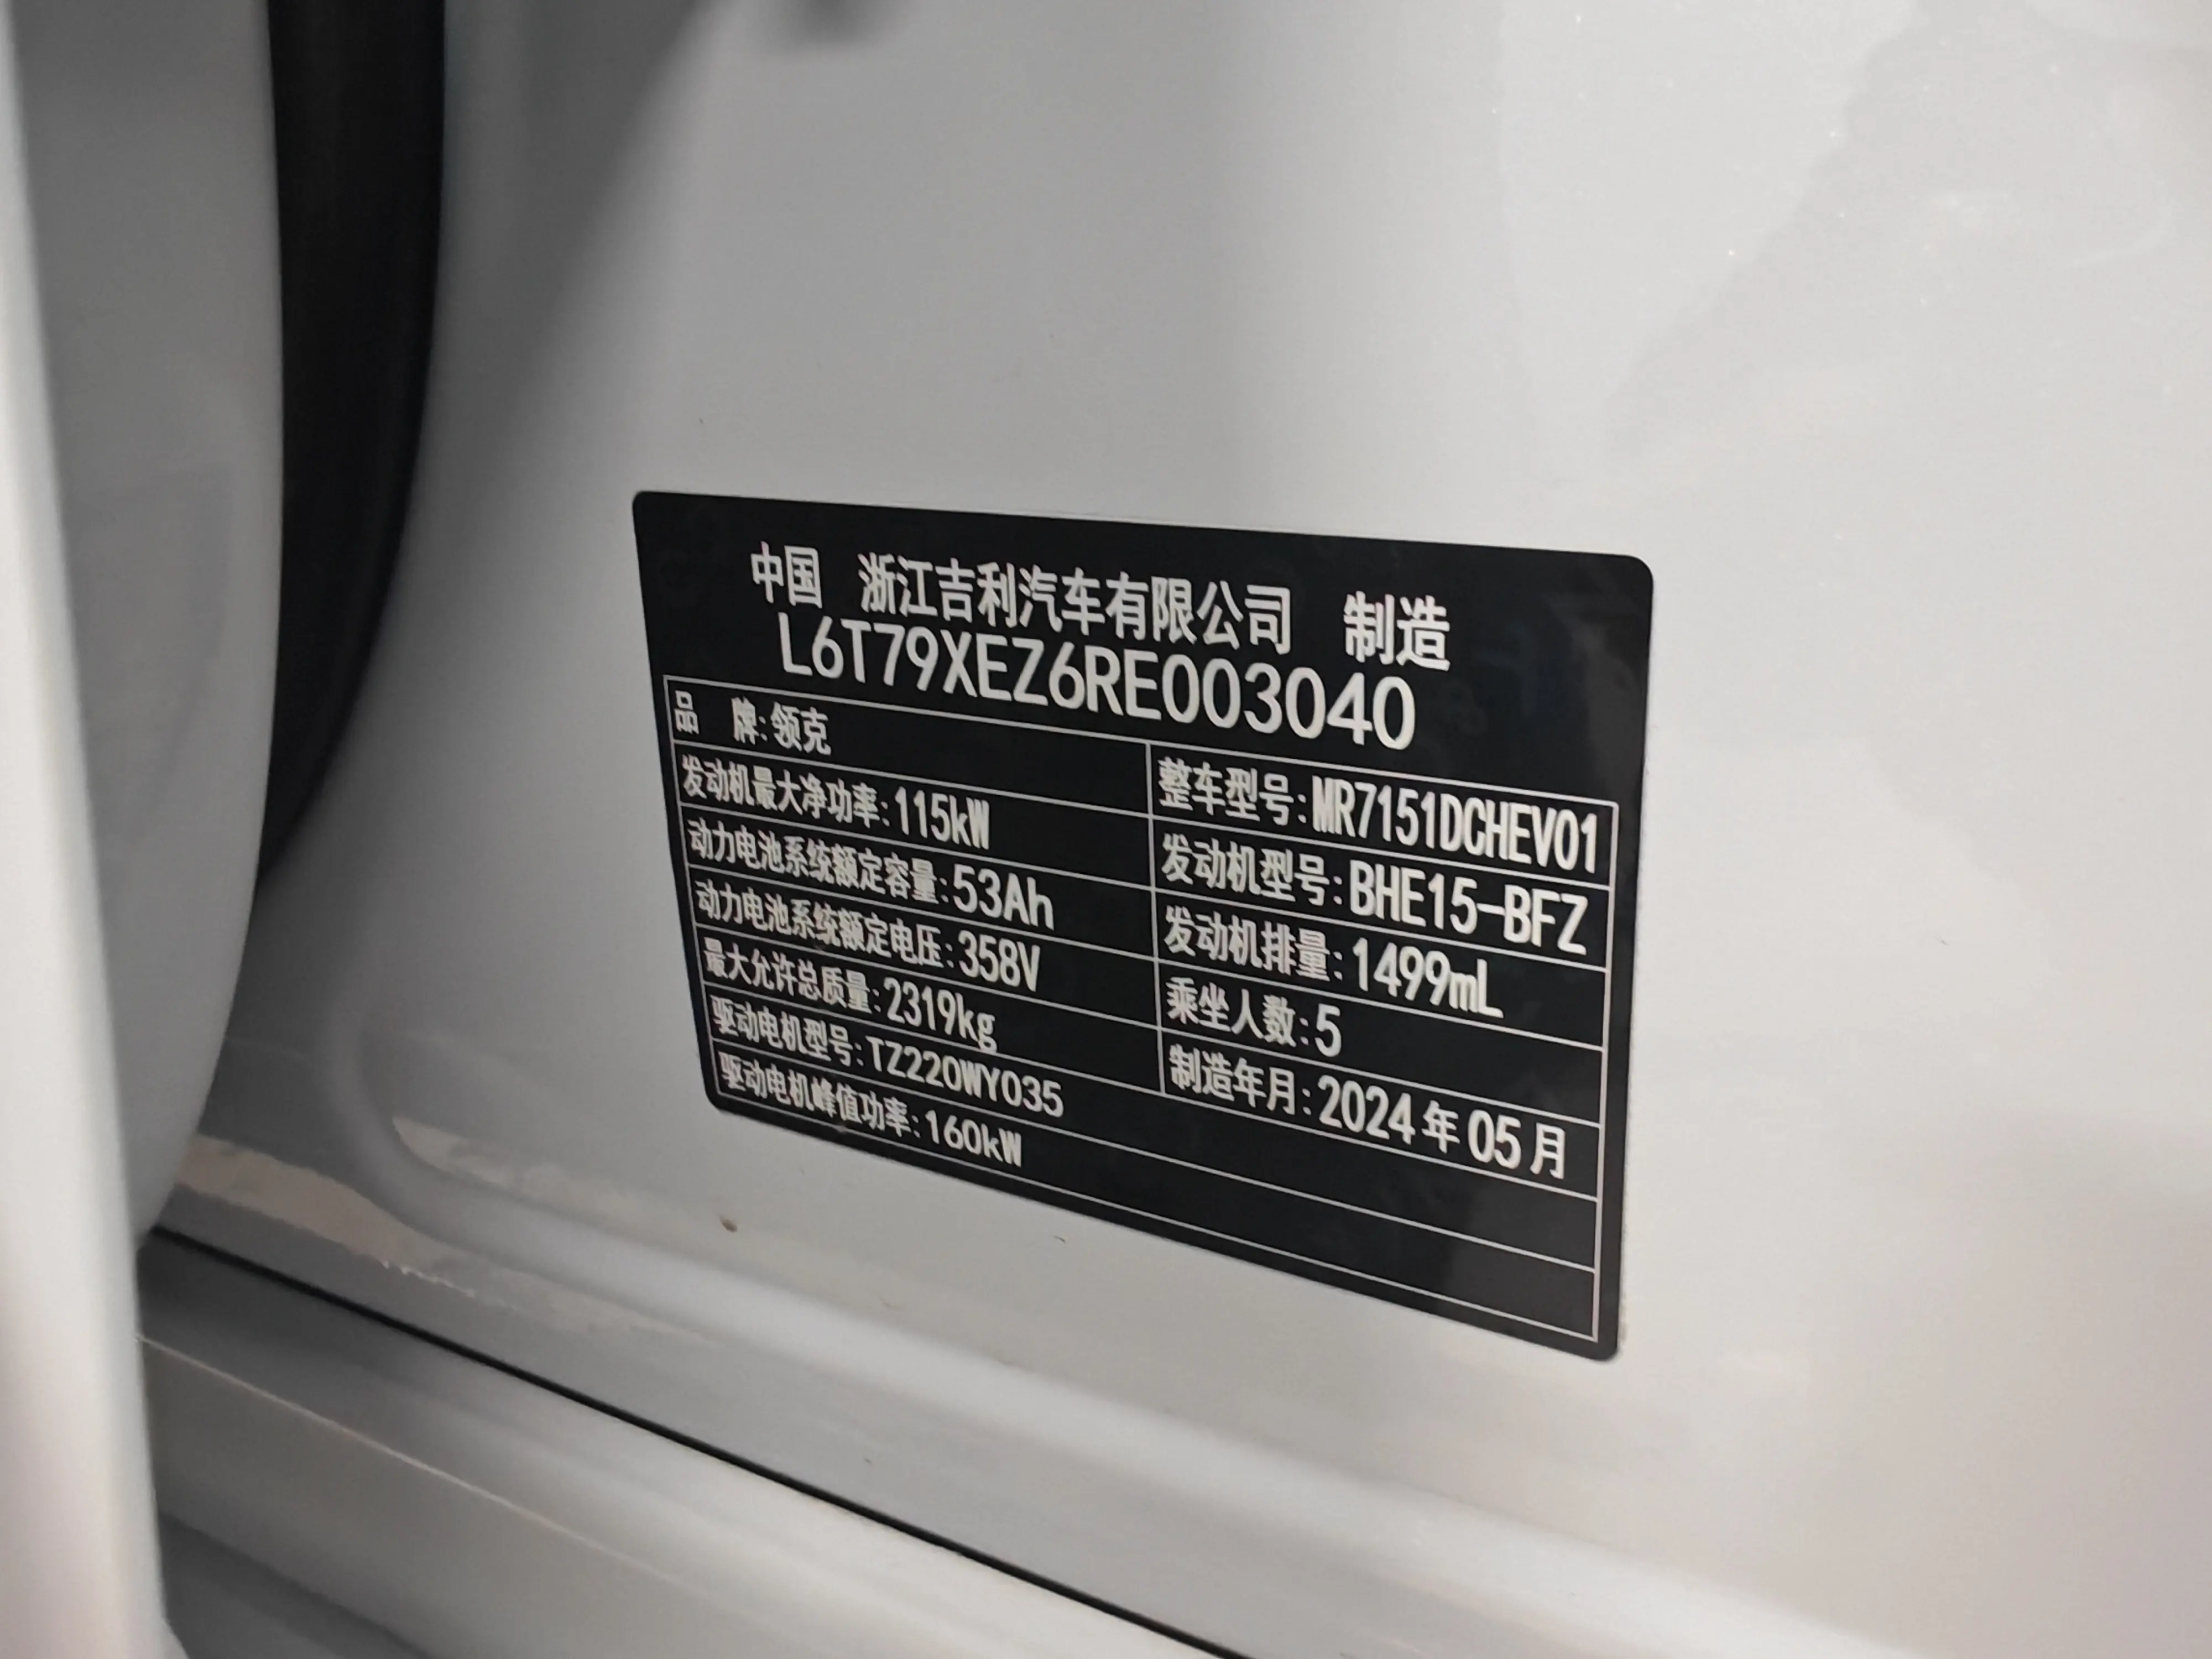 中国 浙江吉利汽车有限公司 制造
L6T79XEZ6RE003040
品 牌:领克 整车型号:MR7151DCHEV01
发动机最大净功率:115kW 发动机型号:BHE15-BFZ
动力电池系统额定容量:53Ah 发动机排量:1499mL
动力电池系统额定电压:358V 乘坐人数:5
最大允许总质量:2319kg 制造年月:2024年05月
驱动电机型号:TZ220WY035
驱动电机峰值功率:160kW